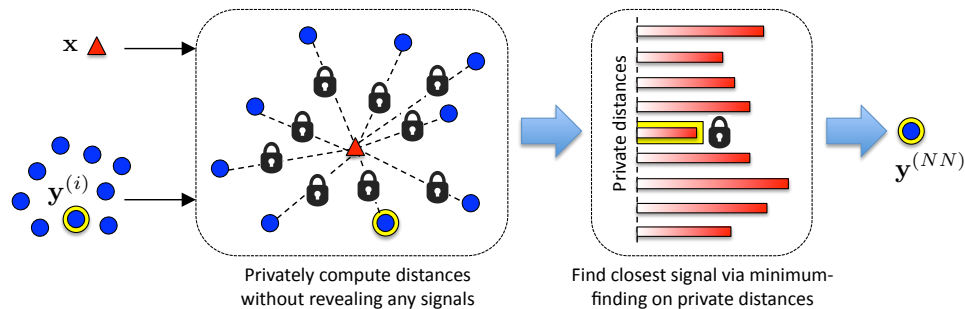 x
y^(i)
Privately compute distances
without revealing any signals
Private distances
Find closest signal via minimum-
finding on private distances
y^(NN)